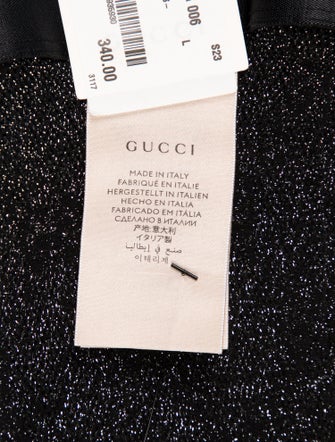 006
L
S23
340.00
3117
GUCCI
MADE IN ITALY
FABRIQUÉ EN ITALIE
HERGESTELLT IN ITALIEN
HECHO EN ITALIA
FABRICADO EM ITÁLIA
СДЕЛАНО В ИТАЛИИ
产地:意大利
イタリア製
صنع في إيطاليا
이태리제